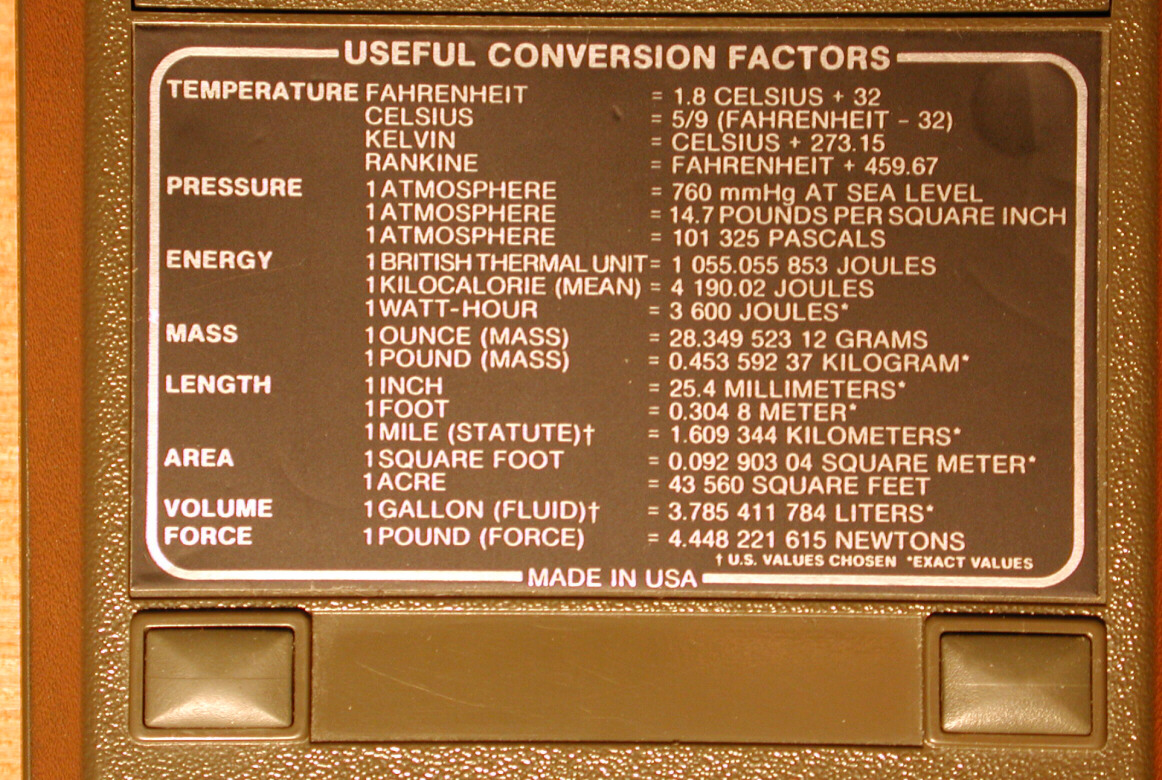 USEFUL CONVERSION FACTORS
TEMPERATURE FAHRENHEIT = 1.8 CELSIUS + 32
CELSIUS = 5/9 (FAHRENHEIT - 32)
KELVIN = CELSIUS + 273.15
RANKINE = FAHRENHEIT + 459.67
PRESSURE 1 ATMOSPHERE = 760 mmHg AT SEA LEVEL
1 ATMOSPHERE = 14.7 POUNDS PER SQUARE INCH
1 ATMOSPHERE = 101 325 PASCALS
ENERGY 1 BRITISH THERMAL UNIT = 1 055.055 853 JOULES
1 KILOCALORIE (MEAN) = 4 190.02 JOULES
1 WATT-HOUR = 3 600 JOULES*
MASS 1 OUNCE (MASS) = 28.349 523 12 GRAMS
1 POUND (MASS) = 0.453 592 37 KILOGRAM*
LENGTH 1 INCH = 25.4 MILLIMETERS*
1 FOOT = 0.304 8 METER*
1 MILE (STATUTE)† = 1.609 344 KILOMETERS*
AREA 1 SQUARE FOOT = 0.092 903 04 SQUARE METER*
1 ACRE = 43 560 SQUARE FEET
VOLUME 1 GALLON (FLUID)† = 3.785 411 784 LITERS*
FORCE 1 POUND (FORCE) = 4.448 221 615 NEWTONS
† U.S. VALUES CHOSEN *EXACT VALUES
MADE IN USA